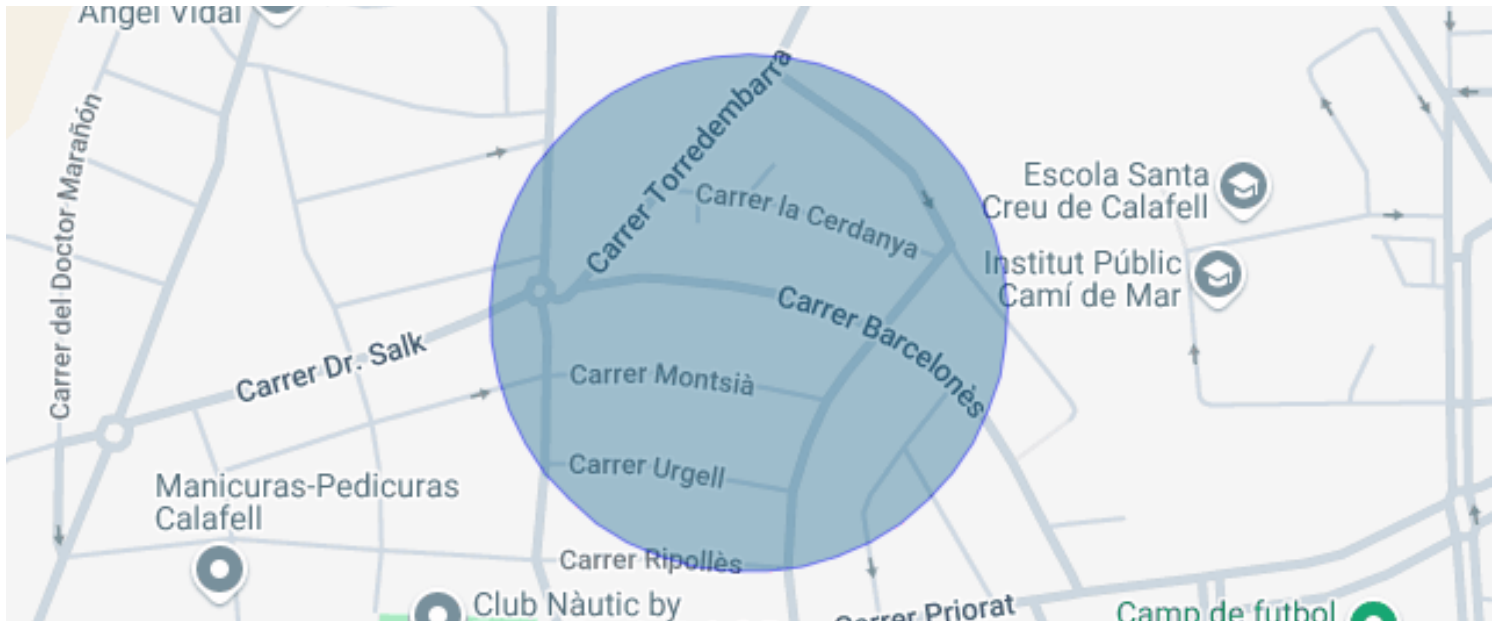 Angel Vidal
Carrer del Doctor Marañón
Carrer Torredembarra
Carrer la Cerdanya
Escola Santa
Creu de Calafell
Institut Públic
Camí de Mar
Carrer Barcelonès
Carrer Dr. Salk
Carrer Montsià
Carrer Urgell
Manicuras-Pedicuras
Calafell
Carrer Ripollès
Club Nàutic by
Carrer Priorat
Camp de futbol